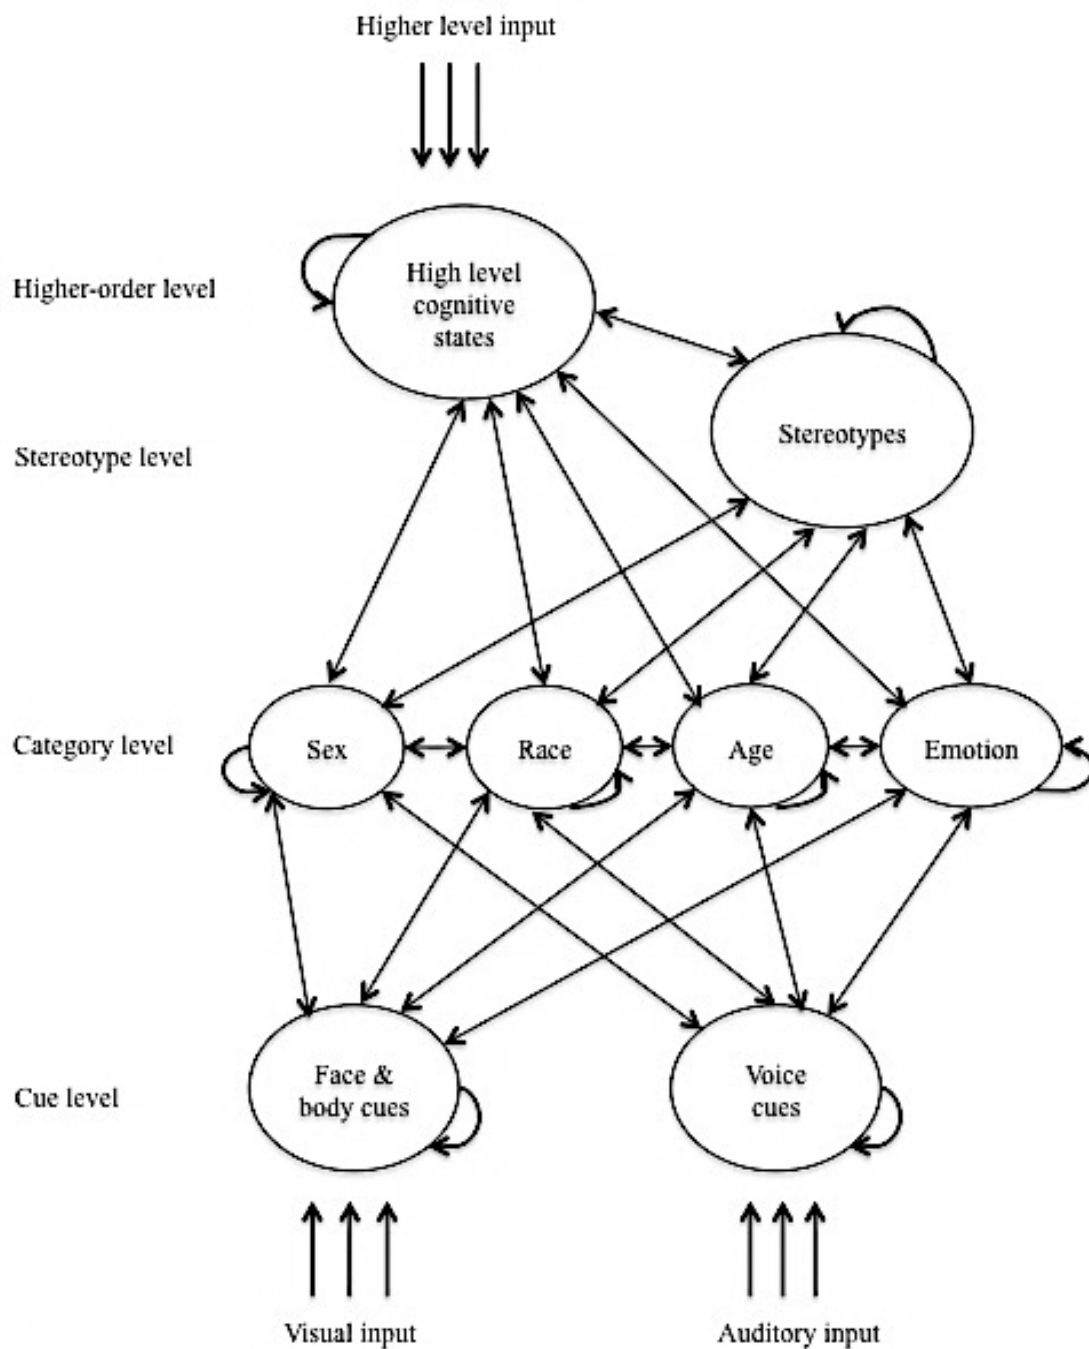 Higher level input
Higher-order level
High level
cognitive
states
Stereotype level
Stereotypes
Category level
Sex
Race
Age
Emotion
Cue level
Face &
body cues
Voice
cues
Visual input
Auditory input